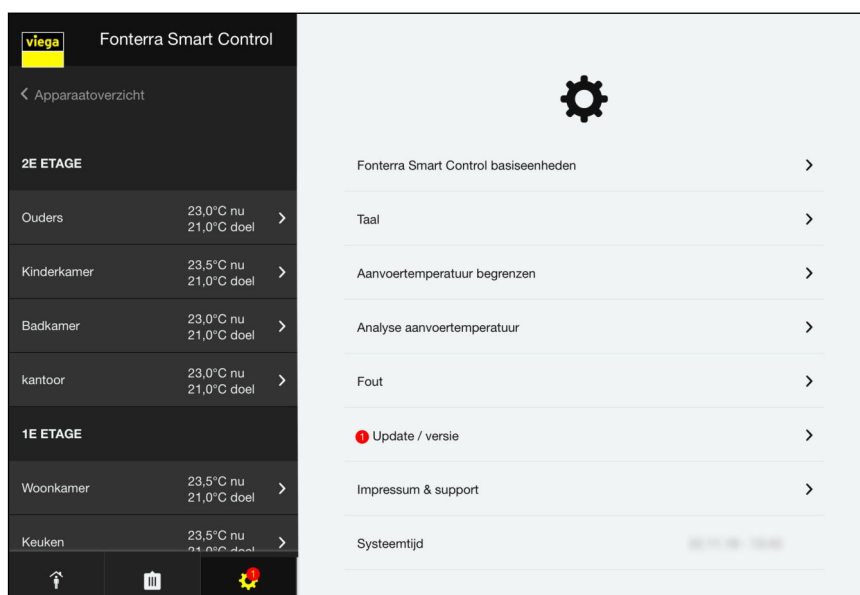 viega
Fonterra Smart Control
Apparaatoverzicht
2E ETAGE
Ouders
23,0°C nu
21,0°C doel
Kinderkamer
23,5°C nu
21,0°C doel
Badkamer
23,0°C nu
21,0°C doel
kantoor
23,0°C nu
21,0°C doel
1E ETAGE
Woonkamer
23,5°C nu
21,0°C doel
Keuken
23,5°C nu
21,0°C doel
1
Fonterra Smart Control basiseenheden
Taal
Aanvoertemperatuur begrenzen
Analyse aanvoertemperatuur
Fout
1 Update / versie
Impressum & support
Systeemtijd